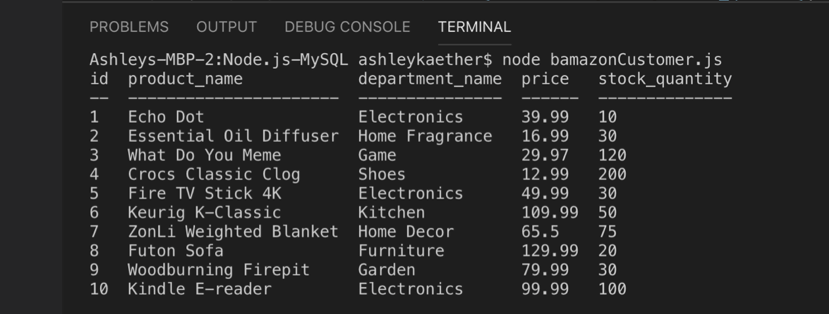 PROBLEMS OUTPUT DEBUG CONSOLE TERMINAL
Ashleys-MBP-2:Node.js-MySQL ashleykaether$ node bamazonCustomer.js
id  product_name            department_name  price   stock_quantity
--  ----------------------  ---------------  ------  --------------
1   Echo Dot                Electronics      39.99   10
2   Essential Oil Diffuser  Home Fragrance   16.99   30
3   What Do You Meme        Game             29.97   120
4   Crocs Classic Clog      Shoes            12.99   200
5   Fire TV Stick 4K        Electronics      49.99   30
6   Keurig K-Classic        Kitchen          109.99  50
7   ZonLi Weighted Blanket  Home Decor       65.5    75
8   Futon Sofa              Furniture        129.99  20
9   Woodburning Firepit     Garden           79.99   30
10  Kindle E-reader         Electronics      99.99   100